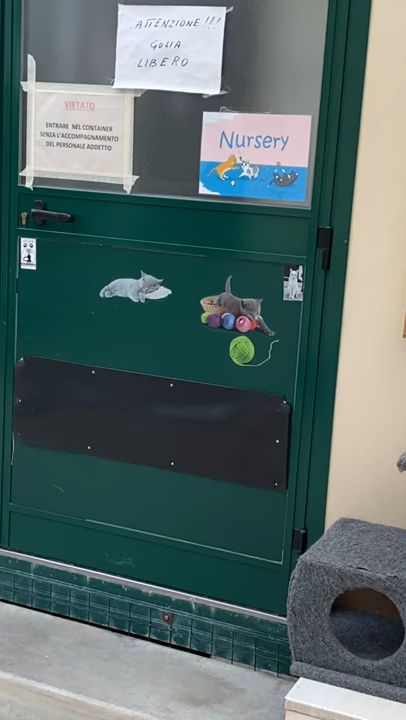 ATTENZIONE!!!
GOLIA
LIBERO
VIETATO
ENTRARE NEL CONTAINER
SENZA L'ACCOMPAGNAMENTO
DEL PERSONALE ADDETTO
Nursery